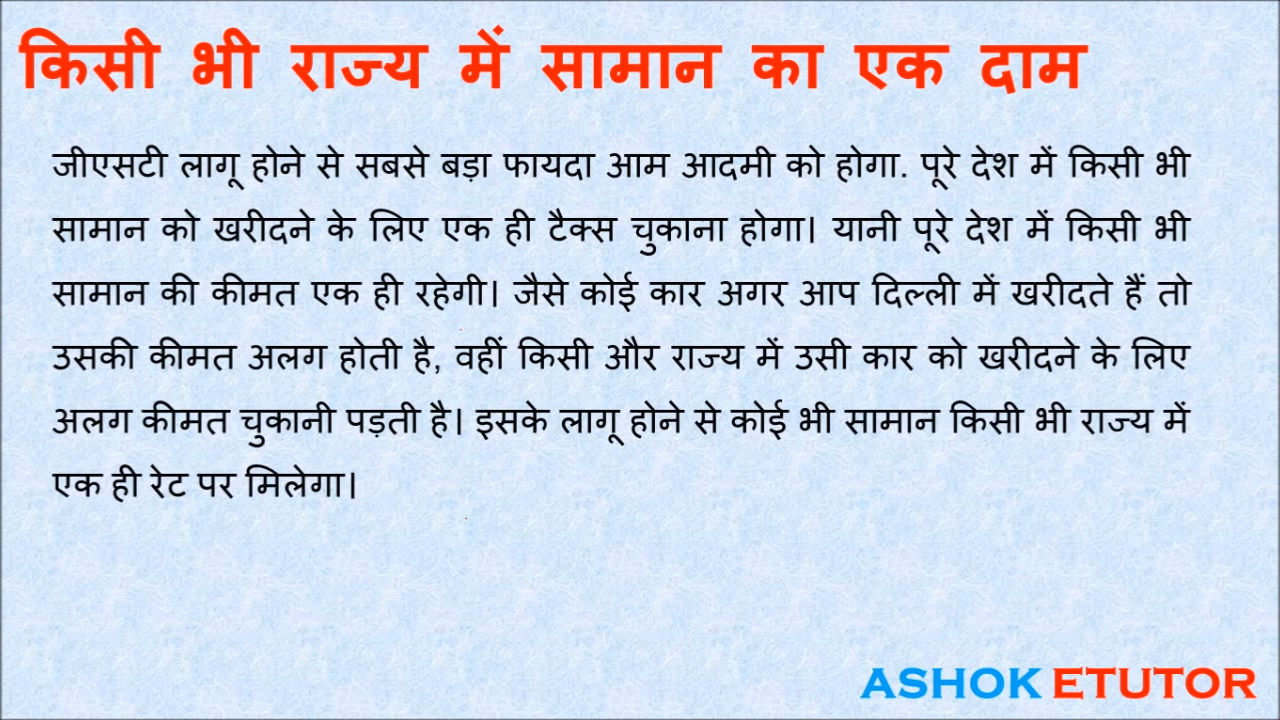 किसी भी राज्य में सामान का एक दाम
जीएसटी लागू होने से सबसे बड़ा फायदा आम आदमी को होगा. पूरे देश में किसी भी
सामान को खरीदने के लिए एक ही टैक्स चुकाना होगा। यानी पूरे देश में किसी भी
सामान की कीमत एक ही रहेगी। जैसे कोई कार अगर आप दिल्ली में खरीदते हैं तो
उसकी कीमत अलग होती है, वहीं किसी और राज्य में उसी कार को खरीदने के लिए
अलग कीमत चुकानी पड़ती है। इसके लागू होने से कोई भी सामान किसी भी राज्य में
एक ही रेट पर मिलेगा।
ASHOK ETUTOR